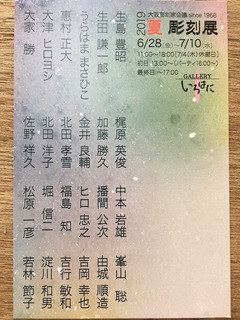 大阪彫刻家会議 since 1968
2019 夏 彫刻展
6/28(金)〜7/10(水)
11:00〜18:00(7/4(木)休廊日)
初日 13:00〜(パーティ16:00〜)
最終日 〜17:00
GALLERY
いろはに
生島 豊昭
生田 謙一郎
うらはま まさひこ
恵村 正大
大津 ヒロヨシ
大家 勝
梶原 英俊
加藤 勝久
金井 良輔
北田 孝雪
北田 洋子
佐野 祥久
中本 岩雄
播間 公次
ヒロ 忠之
福島 知
堀 信二
松原 一彦
峯山 聡
由城 順造
吉岡 幸也
吉行 敏和
淀川 和男
若林 節子